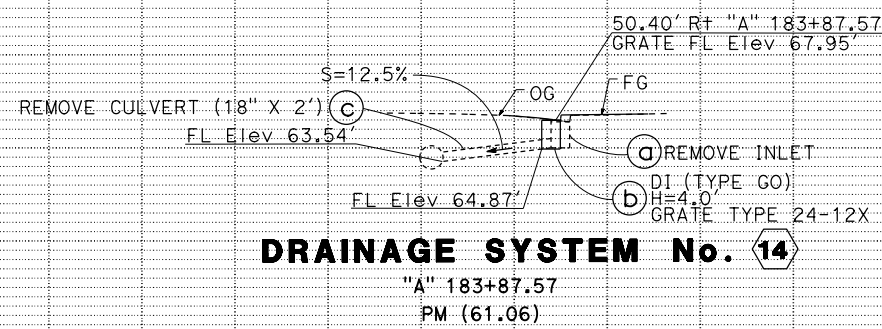 50.40' Rt "A" 183+87.57
GRATE FL Elev 67.95'
S=12.5%
OG
FG
REMOVE CULVERT (18" X 2') c
FL Elev 63.54'
a REMOVE INLET
b DI (TYPE GO)
H=4.0'
GRATE TYPE 24-12X
FL Elev 64.87'
DRAINAGE SYSTEM No. 14
"A" 183+87.57
PM (61.06)